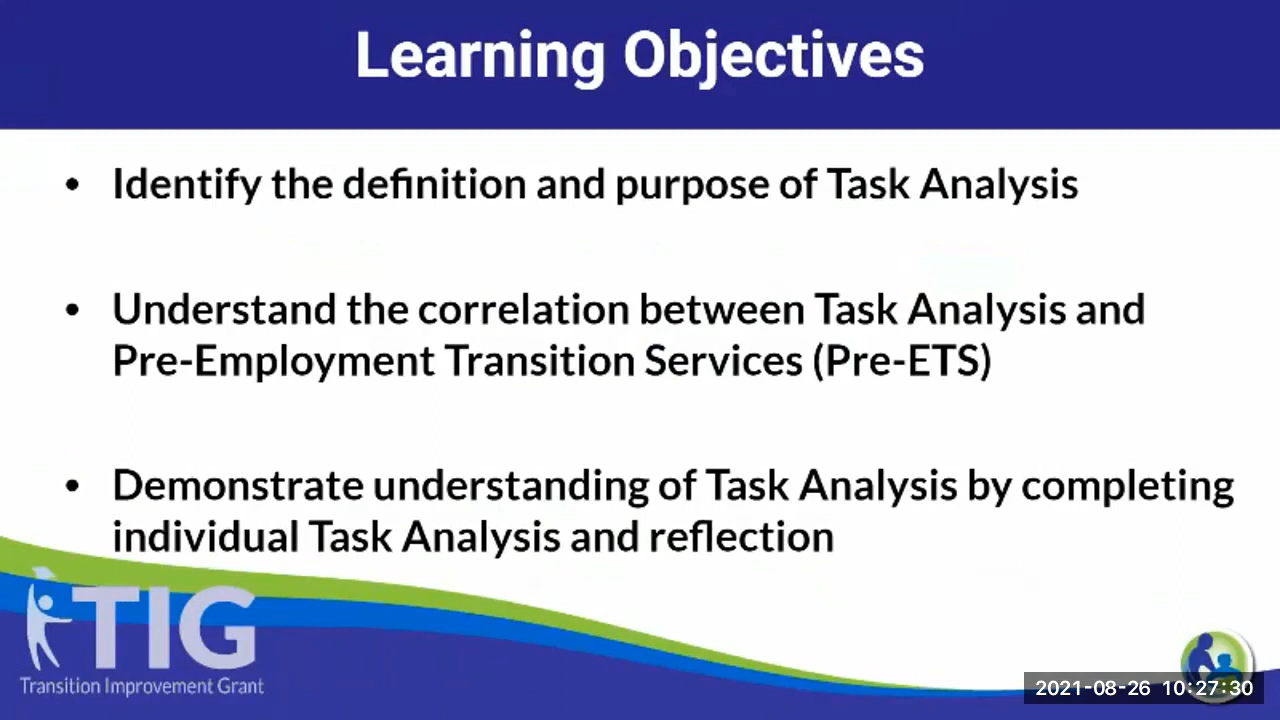 Learning Objectives
• Identify the definition and purpose of Task Analysis
• Understand the correlation between Task Analysis and
Pre-Employment Transition Services (Pre-ETS)
• Demonstrate understanding of Task Analysis by completing
individual Task Analysis and reflection
TIG
Transition Improvement Grant
2021-08-26 10:27:30